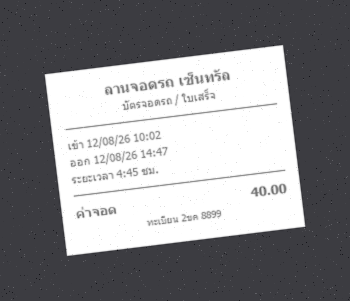 ลานจอดรถ เซ็นทรัล
บัตรจอดรถ / ใบเสร็จ
เข้า 12/08/26 10:02
ออก 12/08/26 14:47
ระยะเวลา 4:45 ชม.
ค่าจอด 40.00
ทะเบียน 2ขค 8899